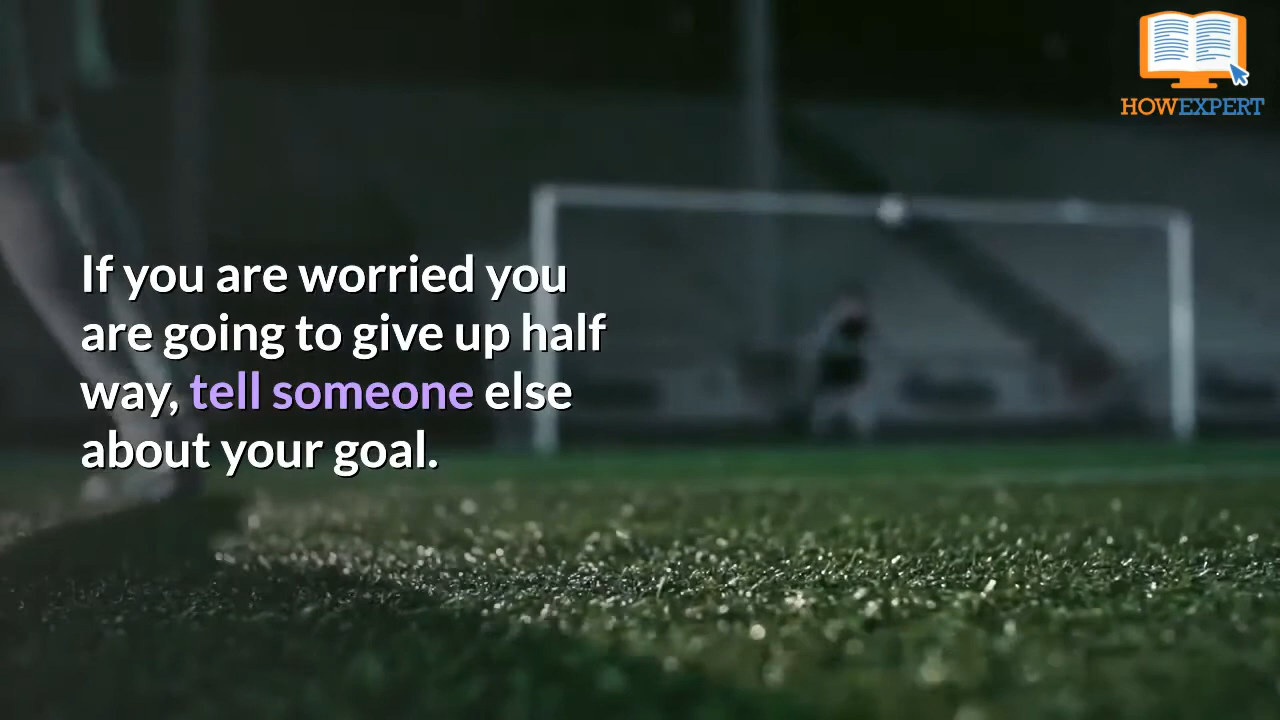 HOWEXPERT
If you are worried you
are going to give up half
way, tell someone else
about your goal.